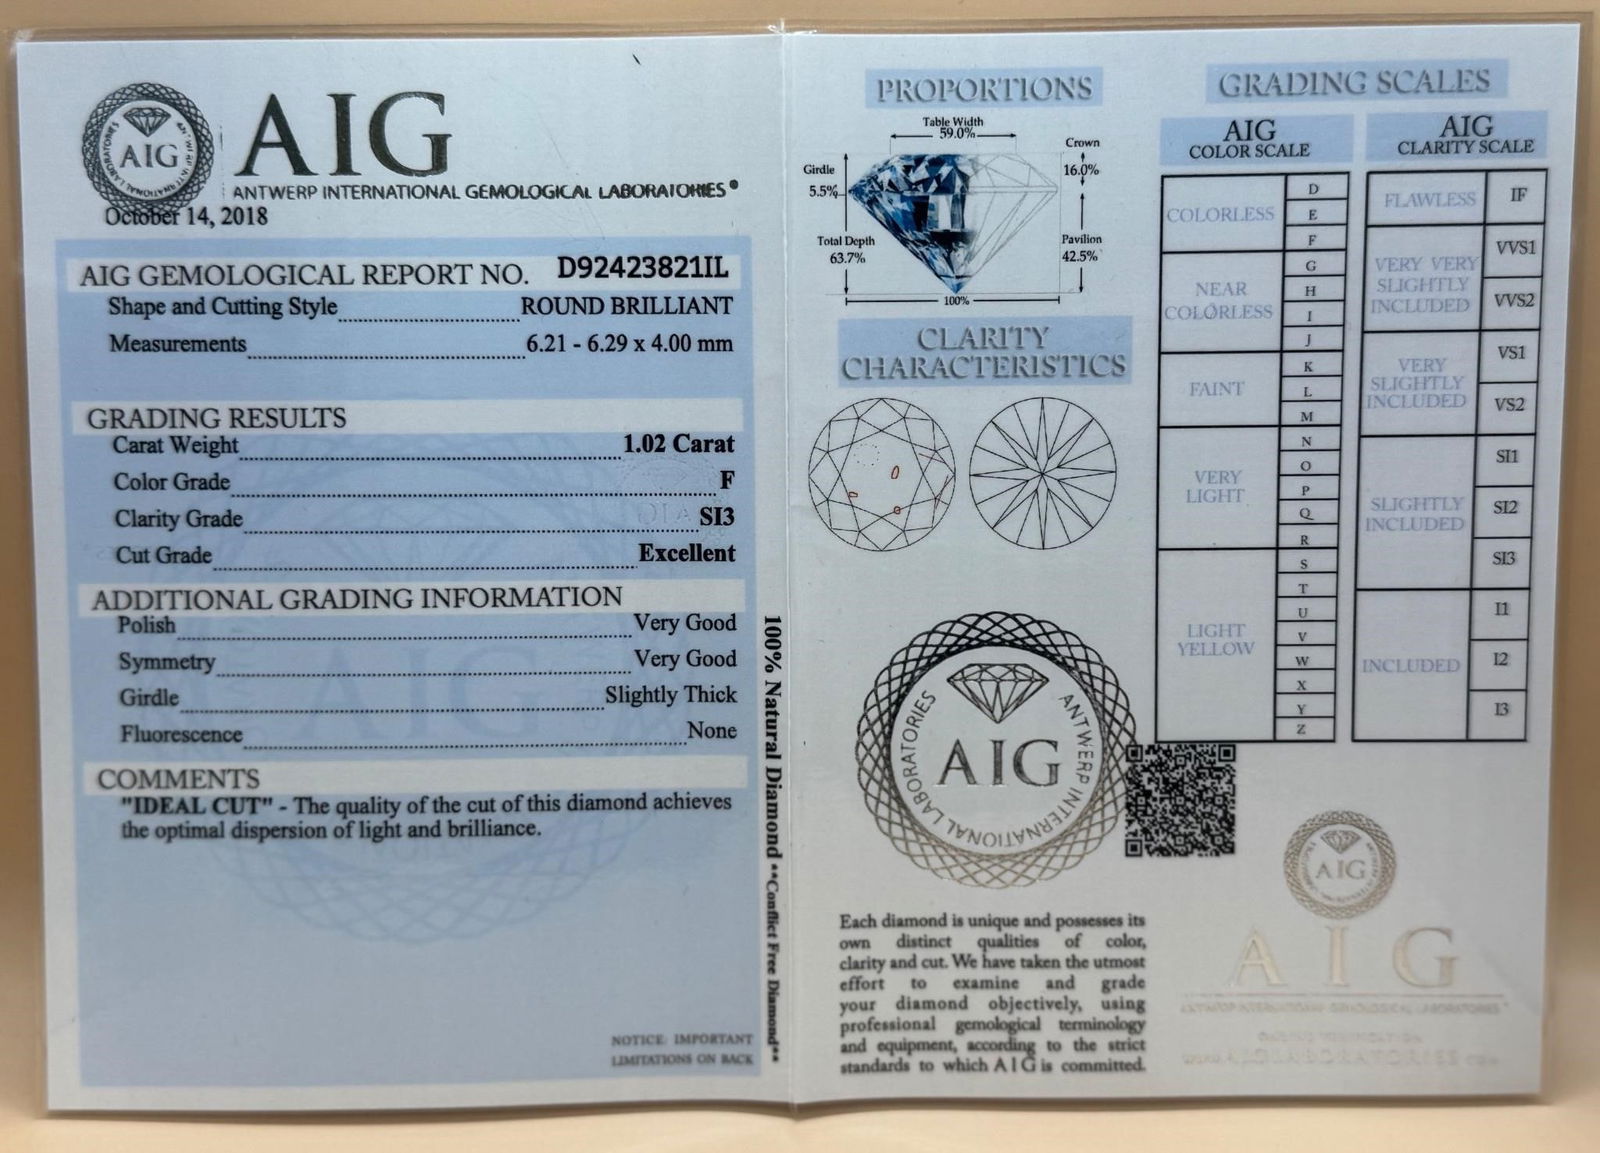 AIG
ANTWERP INTERNATIONAL GEMOLOGICAL LABORATORIES
AIG
ANTWERP INTERNATIONAL GEMOLOGICAL LABORATORIES®
October 14, 2018
AIG GEMOLOGICAL REPORT NO. D92423821IL
Shape and Cutting Style ROUND BRILLIANT
Measurements 6.21 - 6.29 x 4.00 mm
GRADING RESULTS
Carat Weight 1.02 Carat
Color Grade F
Clarity Grade SI3
Cut Grade Excellent
ADDITIONAL GRADING INFORMATION
Polish Very Good
Symmetry Very Good
Girdle Slightly Thick
Fluorescence None
COMMENTS
"IDEAL CUT" - The quality of the cut of this diamond achieves
the optimal dispersion of light and brilliance.
NOTICE: IMPORTANT
LIMITATIONS ON BACK
100% Natural Diamond **Conflict Free Diamond**
PROPORTIONS
Table Width
59.0%
Crown
16.0%
Girdle
5.5%
Total Depth
63.7%
Pavilion
42.5%
100%
CLARITY
CHARACTERISTICS
AIG
ANTWERP INTERNATIONAL LABORATORIES
Each diamond is unique and possesses its
own distinct qualities of color,
clarity and cut. We have taken the utmost
effort to examine and grade
your diamond objectively, using
professional gemological terminology
and equipment, according to the strict
standards to which A I G is committed.
GRADING SCALES
AIG
COLOR SCALE
COLORLESS
D
E
F
NEAR
COLORLESS
G
H
I
J
FAINT
K
L
M
VERY
LIGHT
N
O
P
Q
R
LIGHT
YELLOW
S
T
U
V
W
X
Y
Z
AIG
CLARITY SCALE
FLAWLESS
IF
VERY VERY
SLIGHTLY
INCLUDED
VVS1
VVS2
VERY
SLIGHTLY
INCLUDED
VS1
VS2
SLIGHTLY
INCLUDED
SI1
SI2
SI3
INCLUDED
I1
I2
I3
AIG
AIG
ANTWERP INTERNATIONAL GEMOLOGICAL LABORATORIES